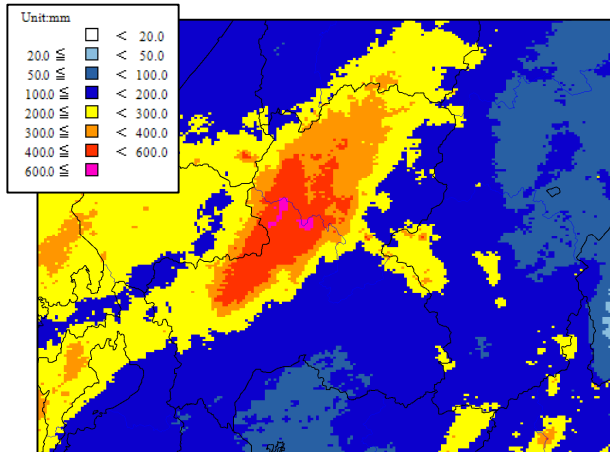 Unit:mm
< 20.0
20.0 ≦ < 50.0
50.0 ≦ < 100.0
100.0 ≦ < 200.0
200.0 ≦ < 300.0
300.0 ≦ < 400.0
400.0 ≦ < 600.0
600.0 ≦